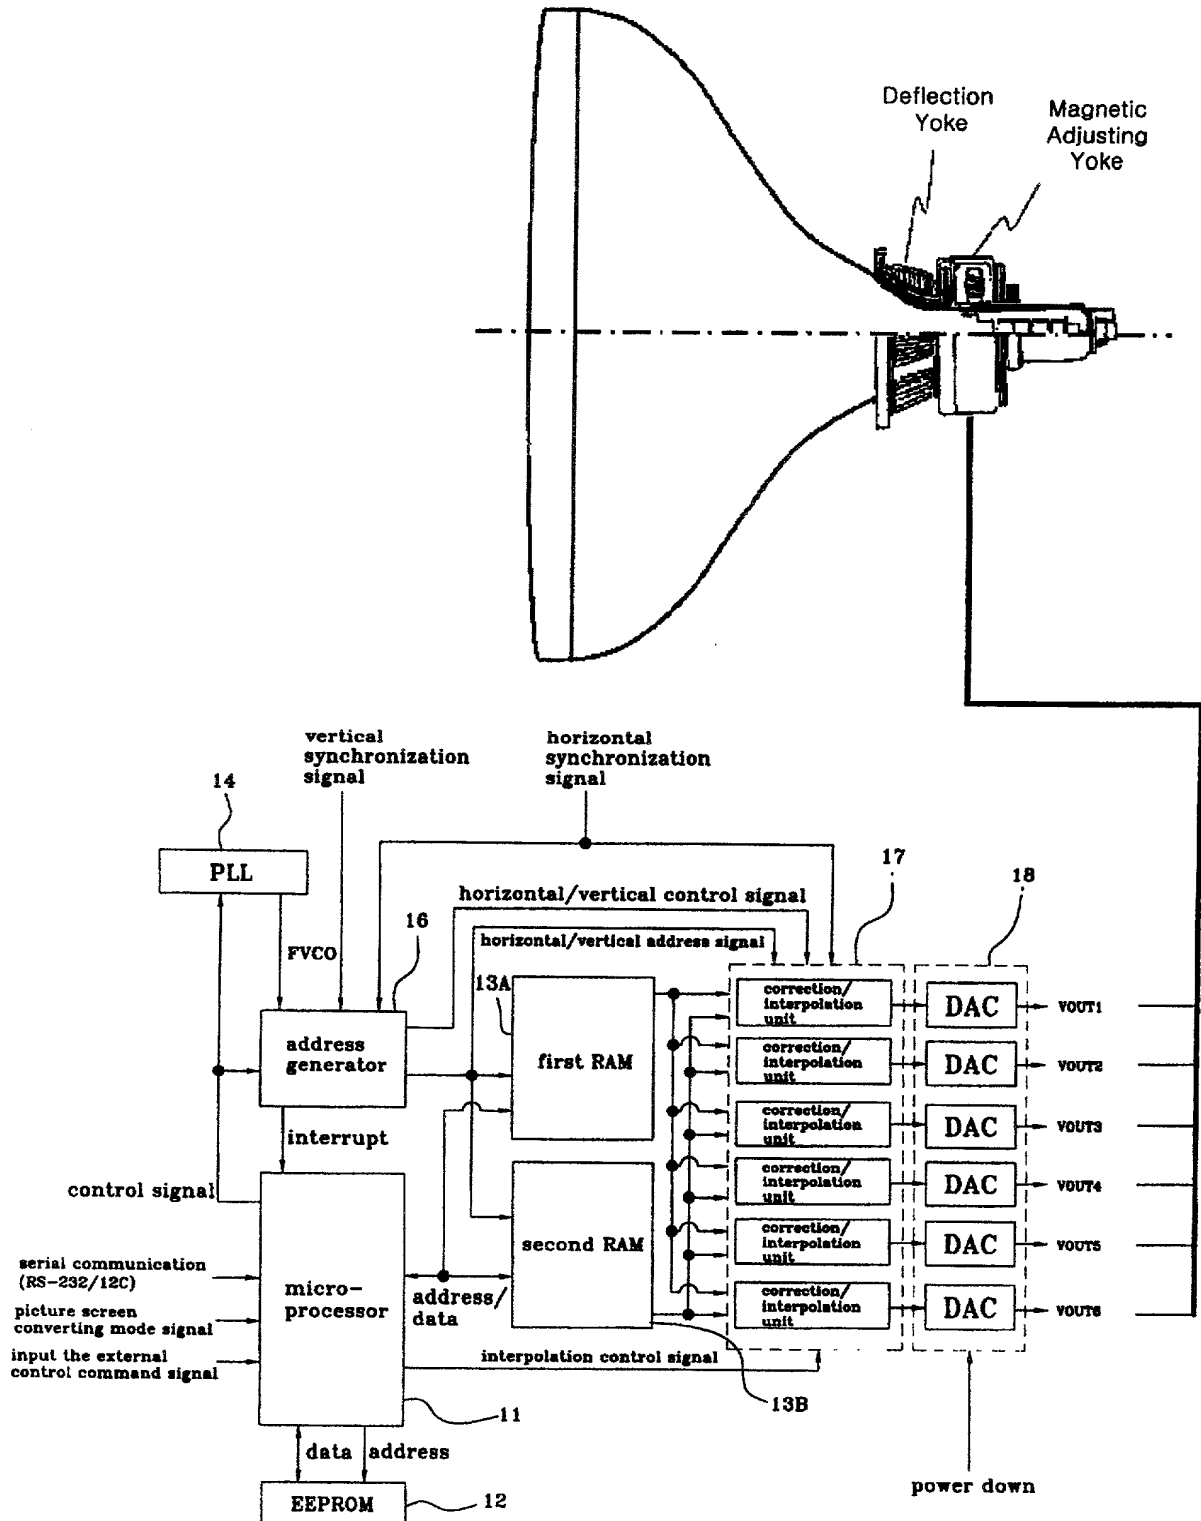 Deflection
Yoke
Magnetic
Adjusting
Yoke
vertical
synchronization
signal
horizontal
synchronization
signal
14
PLL
17
18
horizontal/vertical control signal
16
FVCO
horizontal/vertical address signal
13A
address
generator
first RAM
correction/
interpolation
unit
DAC
VOUT1
correction/
interpolation
unit
DAC
VOUT2
correction/
interpolation
unit
DAC
VOUT3
interrupt
control signal
correction/
interpolation
unit
DAC
VOUT4
second RAM
correction/
interpolation
unit
DAC
VOUT5
serial communication
(RS-232/12C)
micro-
processor
address/
data
picture screen
converting mode signal
correction/
interpolation
unit
DAC
VOUT6
input the external
control command signal
interpolation control signal
13B
11
data
address
power down
EEPROM
12